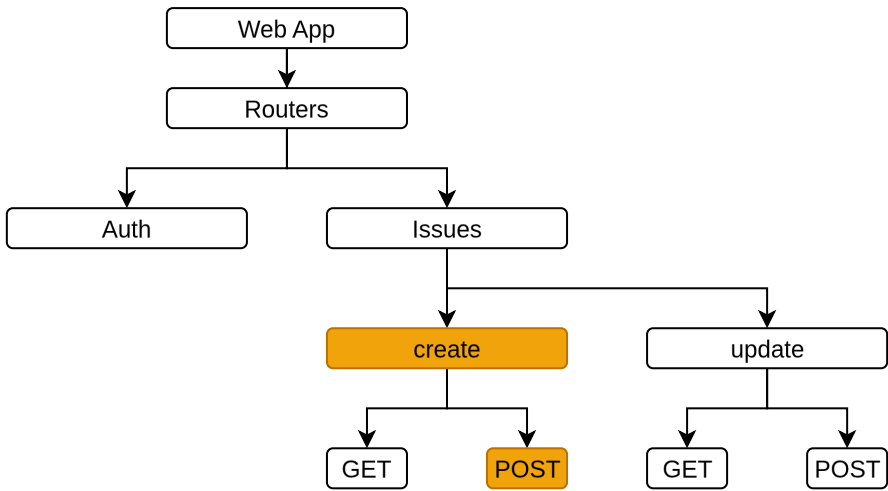 Web App
Routers
Auth
Issues
create
update
GET
POST
GET
POST